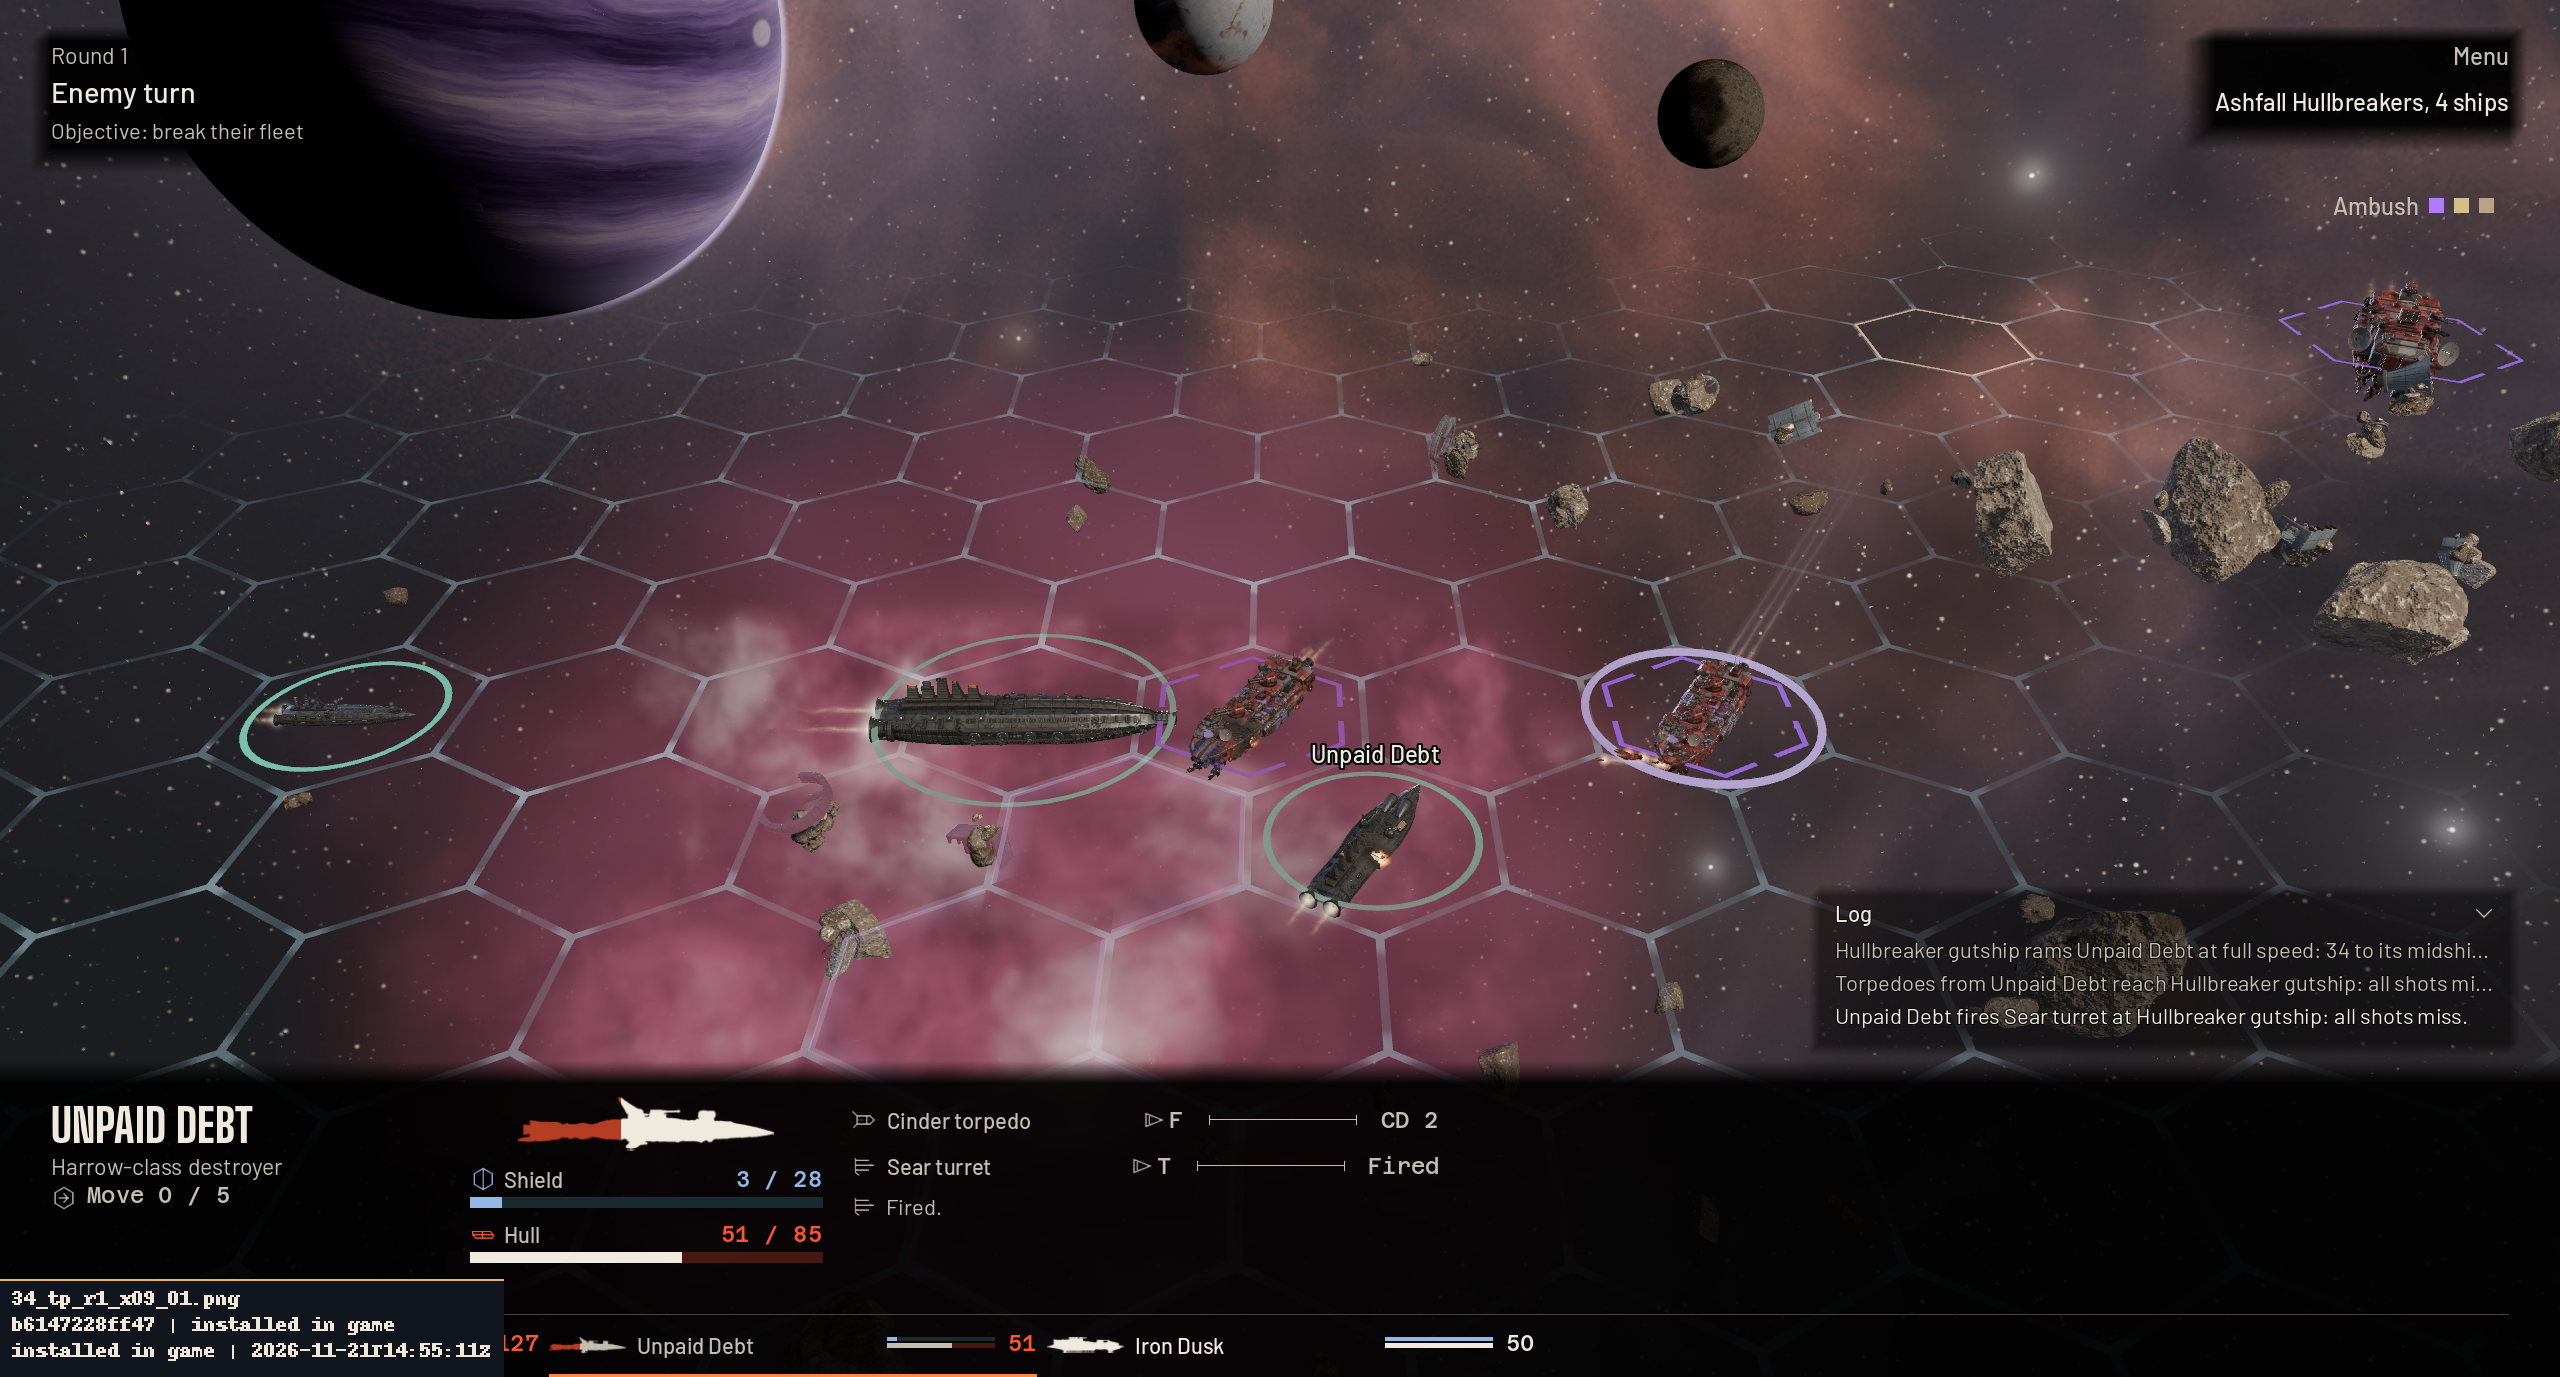 Round 1
Enemy turn
Objective: break their fleet
Menu
Ashfall Hullbreakers, 4 ships
Ambush
Unpaid Debt
Log
Hullbreaker gutship rams Unpaid Debt at full speed: 34 to its midshi...
Torpedoes from Unpaid Debt reach Hullbreaker gutship: all shots mi...
Unpaid Debt fires Sear turret at Hullbreaker gutship: all shots miss.
UNPAID DEBT
Harrow-class destroyer
Move 0 / 5
Shield 3 / 28
Hull 51 / 85
Cinder torpedo F CD 2
Sear turret T Fired
Fired.
34_tp_r1_x09_01.png
b6147228ff47 | installed in game
installed in game | 2026-11-21r14:55:11z
127 Unpaid Debt 51 Iron Dusk 50